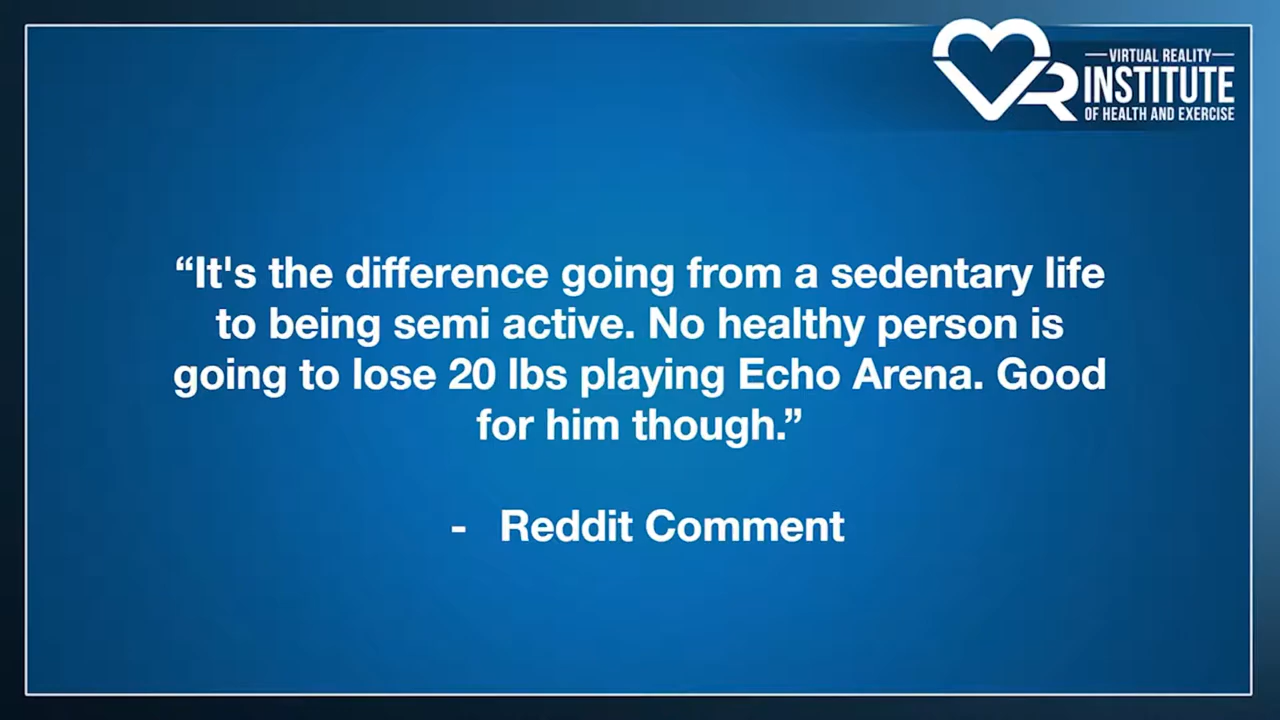 VIRTUAL REALITY
INSTITUTE
OF HEALTH AND EXERCISE
“It's the difference going from a sedentary life
to being semi active. No healthy person is
going to lose 20 lbs playing Echo Arena. Good
for him though.”
- Reddit Comment